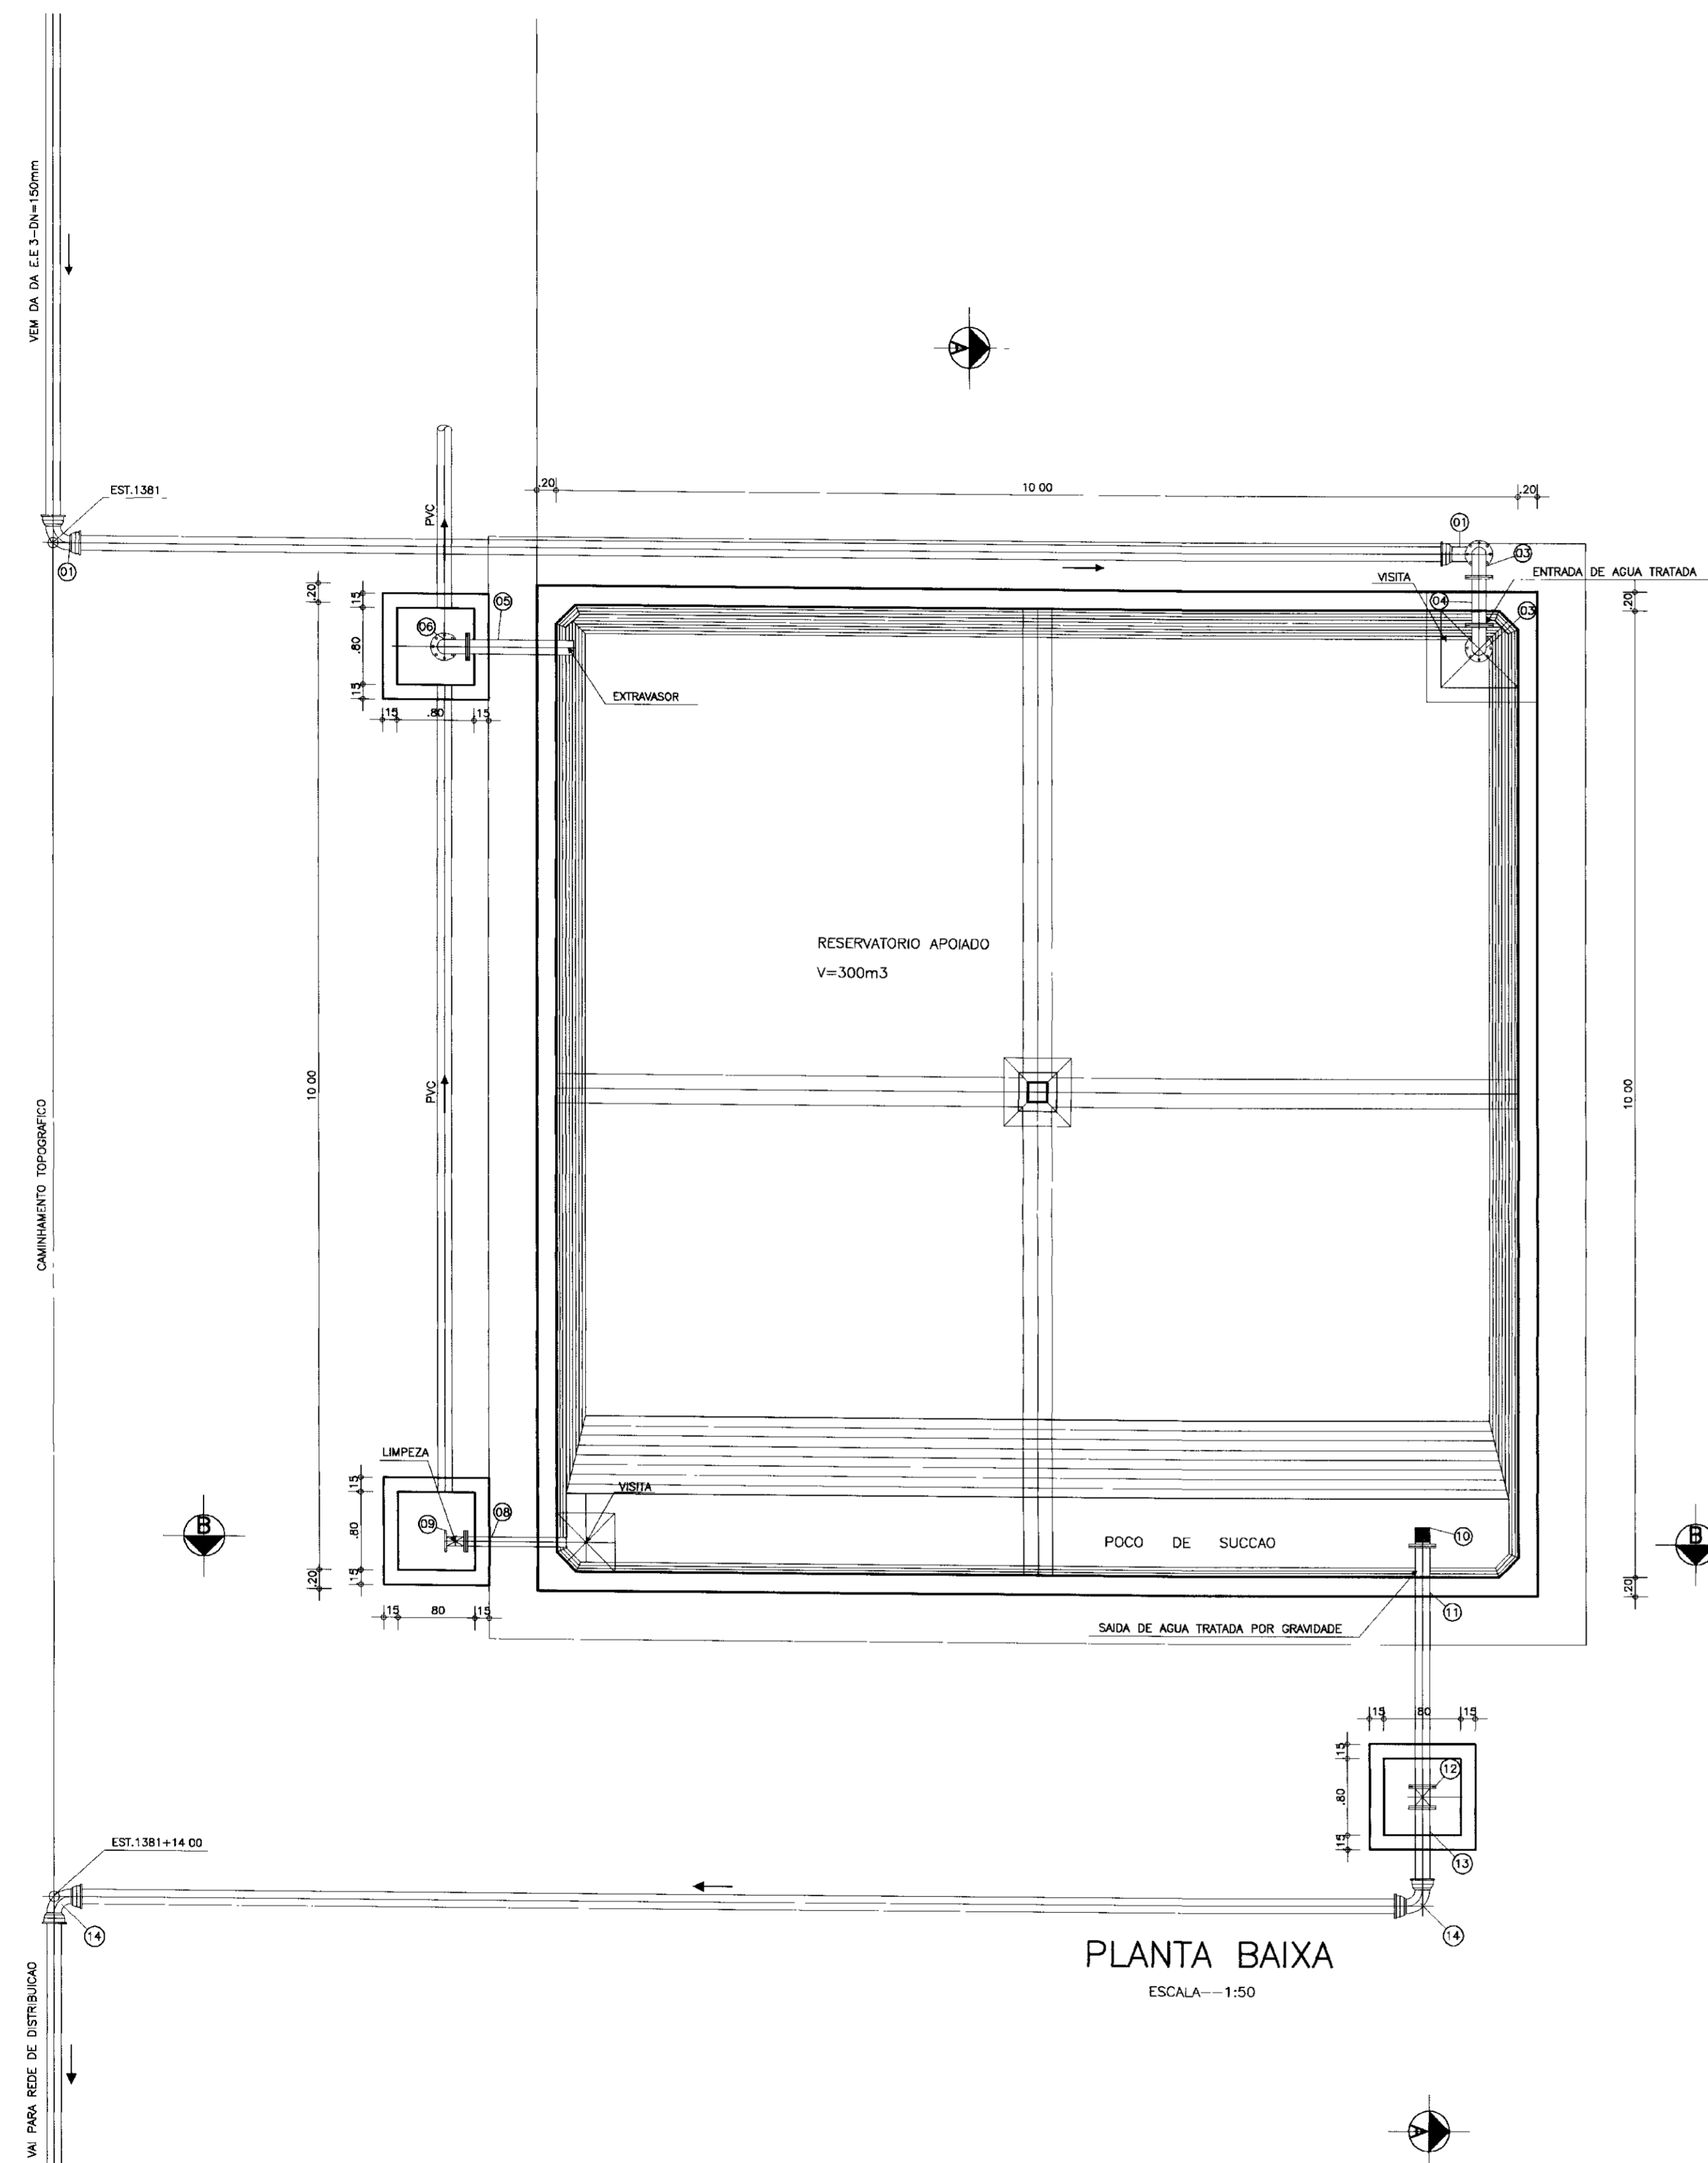 VEM DA DA E.E 3-DN=150mm
A
EST.1381
01
PVC
.20
10 00
.20
01
03
VISITA
ENTRADA DE AGUA TRATADA
04
03
.20
.20
15
.80
15
06
05
EXTRAVASOR
15
.80
15
RESERVATORIO APOIADO
V=300m3
10 00
PVC
10 00
CAMINHAMENTO TOPOGRAFICO
LIMPEZA
VISITA
15
.80
15
.20
09
08
B
POCO DE SUCCAO
10
B
.20
15
80
15
11
SAIDA DE AGUA TRATADA POR GRAVIDADE
15
80
15
15
.80
15
12
13
EST.1381+14 00
14
14
PLANTA BAIXA
ESCALA--1:50
VAI PARA REDE DE DISTRIBUICAO
A